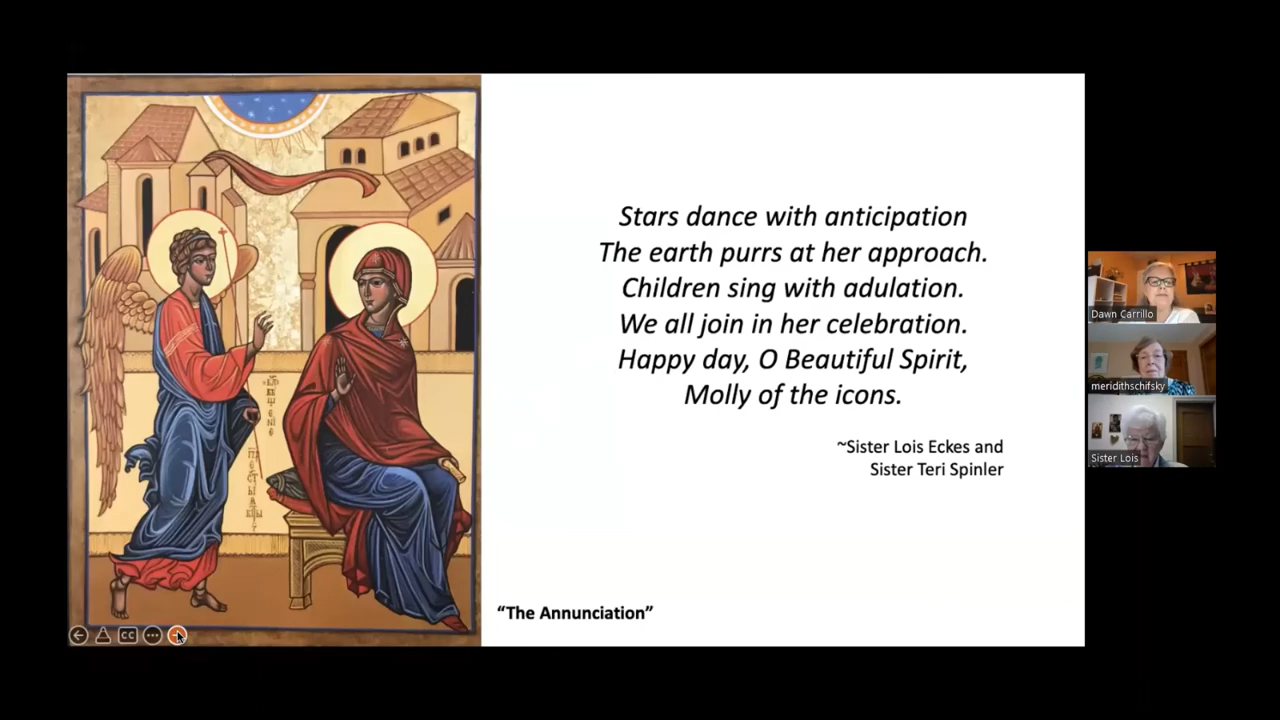 Stars dance with anticipation
The earth purrs at her approach.
Children sing with adulation.
We all join in her celebration.
Happy day, O Beautiful Spirit,
Molly of the icons.
~Sister Lois Eckes and
Sister Teri Spinler
“The Annunciation”
CC
Dawn Carrillo
meridithschifsky
Sister Lois